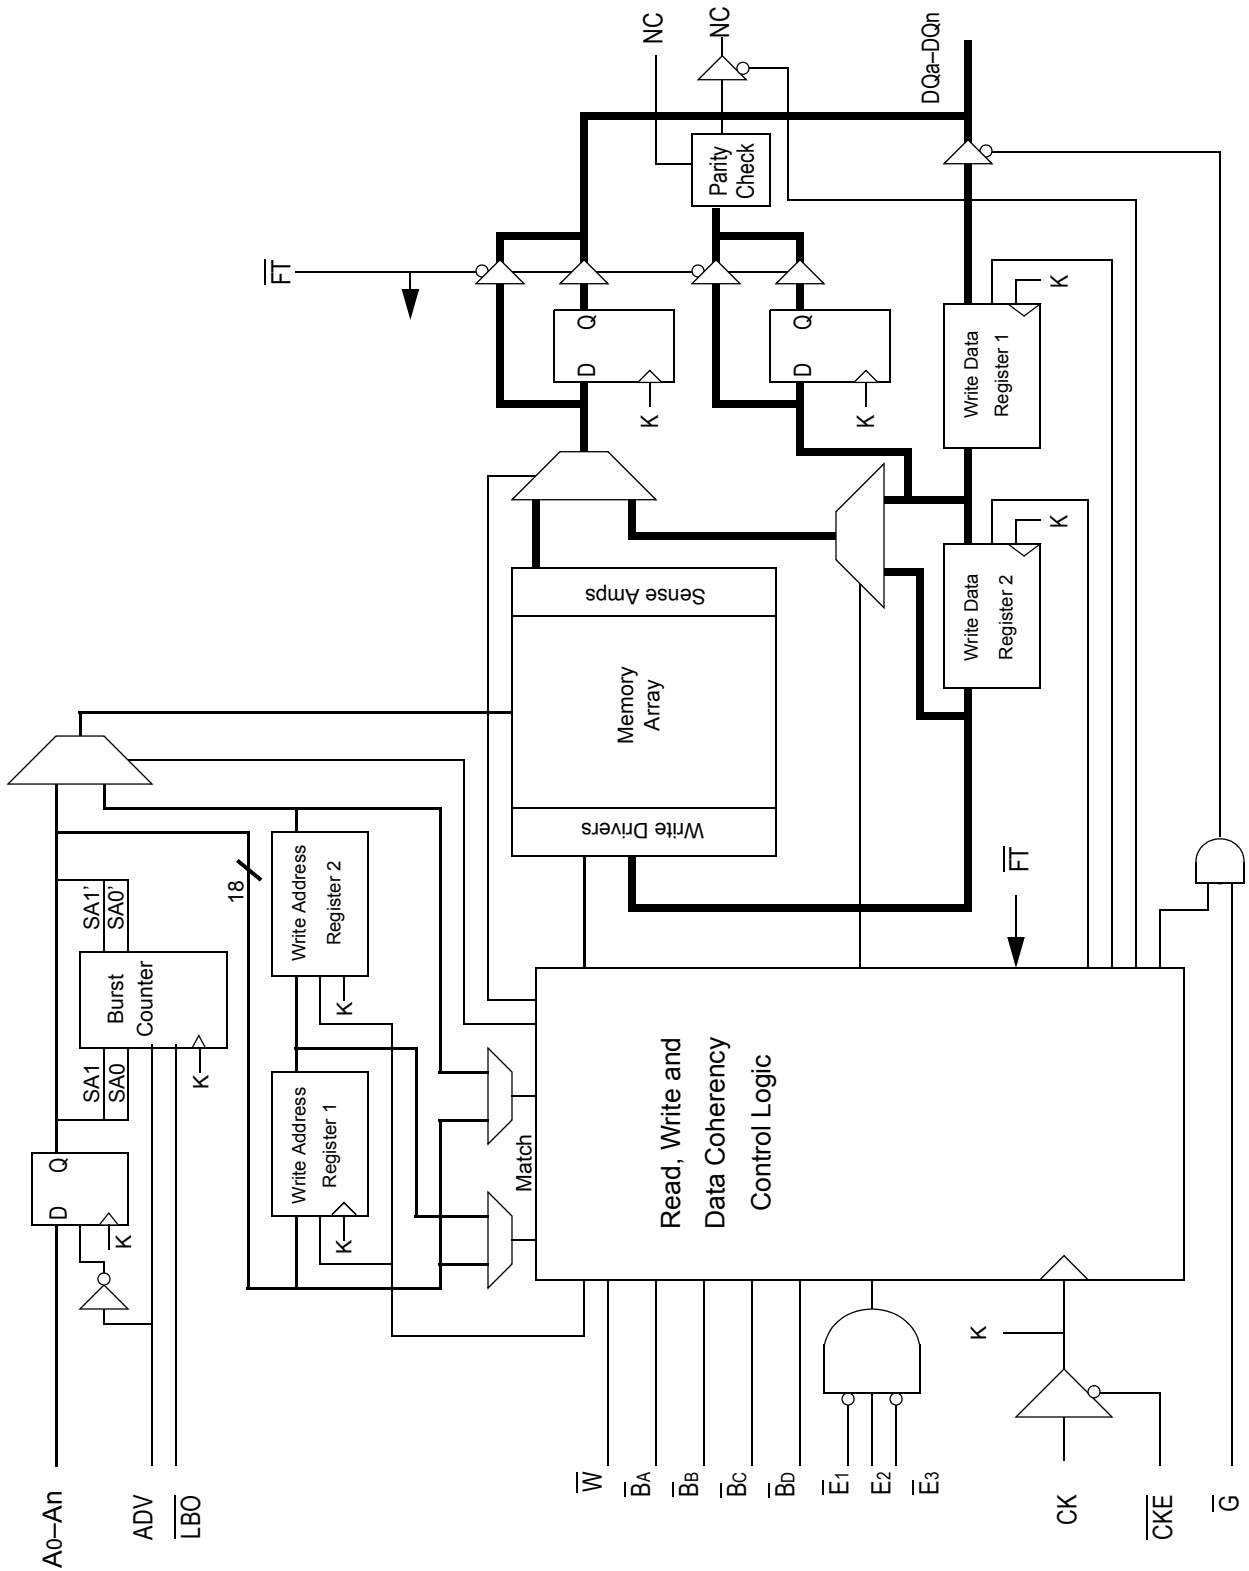 A0–An
ADV
LBO
D Q
K
SA1
SA0
Burst
Counter
K
SA1’
SA0’
18
Write Address
Register 1
K
Write Address
Register 2
K
Match
FT
Write Drivers
Memory
Array
Sense Amps
D Q
K
D Q
K
Parity
Check
NC
NC
DQa–DQn
Write Data
Register 1
K
Write Data
Register 2
K
FT
Read, Write and
Data Coherency
Control Logic
W
BA
BB
BC
BD
E1
E2
E3
K
CK
CKE
G